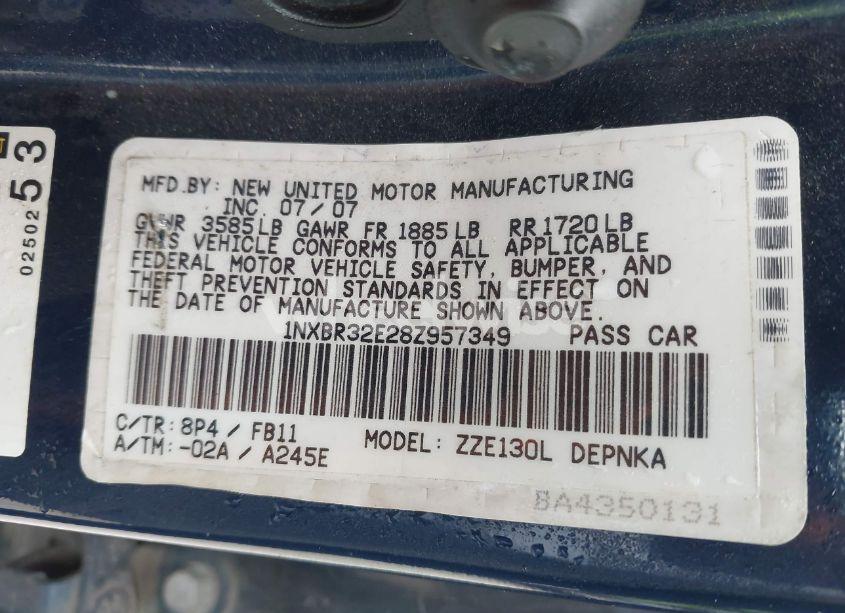 MFD.BY: NEW UNITED MOTOR MANUFACTURING
INC. 07/07
GVWR 3585LB GAWR FR 1885LB RR1720LB
THIS VEHICLE CONFORMS TO ALL APPLICABLE
FEDERAL MOTOR VEHICLE SAFETY, BUMPER, AND
THEFT PREVENTION STANDARDS IN EFFECT ON
THE DATE OF MANUFACTURE SHOWN ABOVE.
1NXBR32E28Z957349 PASS CAR
C/TR: 8P4 / FB11
A/TM: -02A / A245E
MODEL: ZZE130L DEPNKA
BA4350131
53
02502